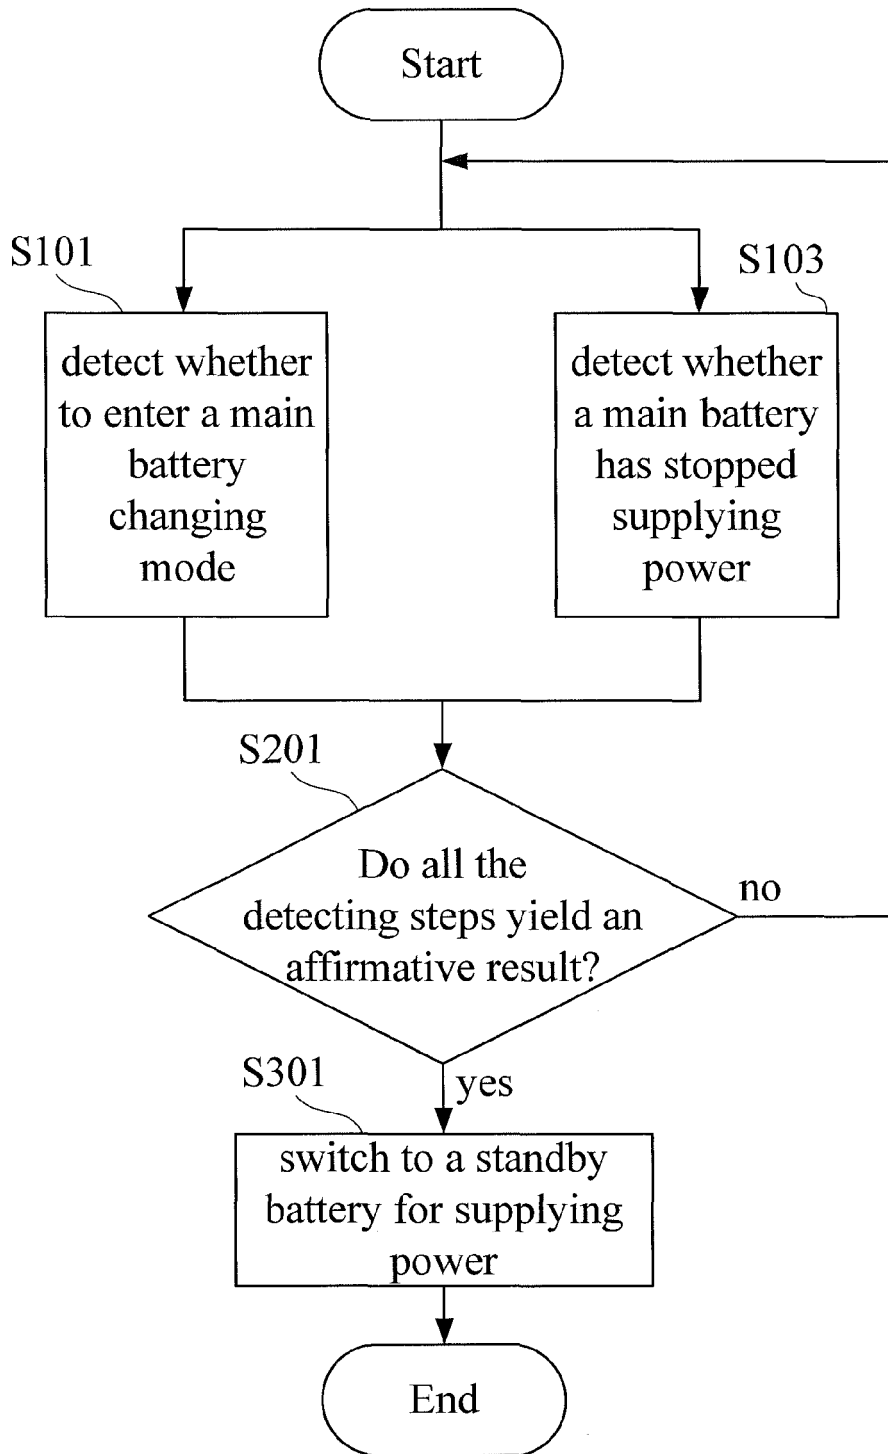 Start
S101
detect whether
to enter a main
battery
changing
mode
S103
detect whether
a main battery
has stopped
supplying
power
S201
Do all the
detecting steps yield an
affirmative result?
no
yes
S301
switch to a standby
battery for supplying
power
End